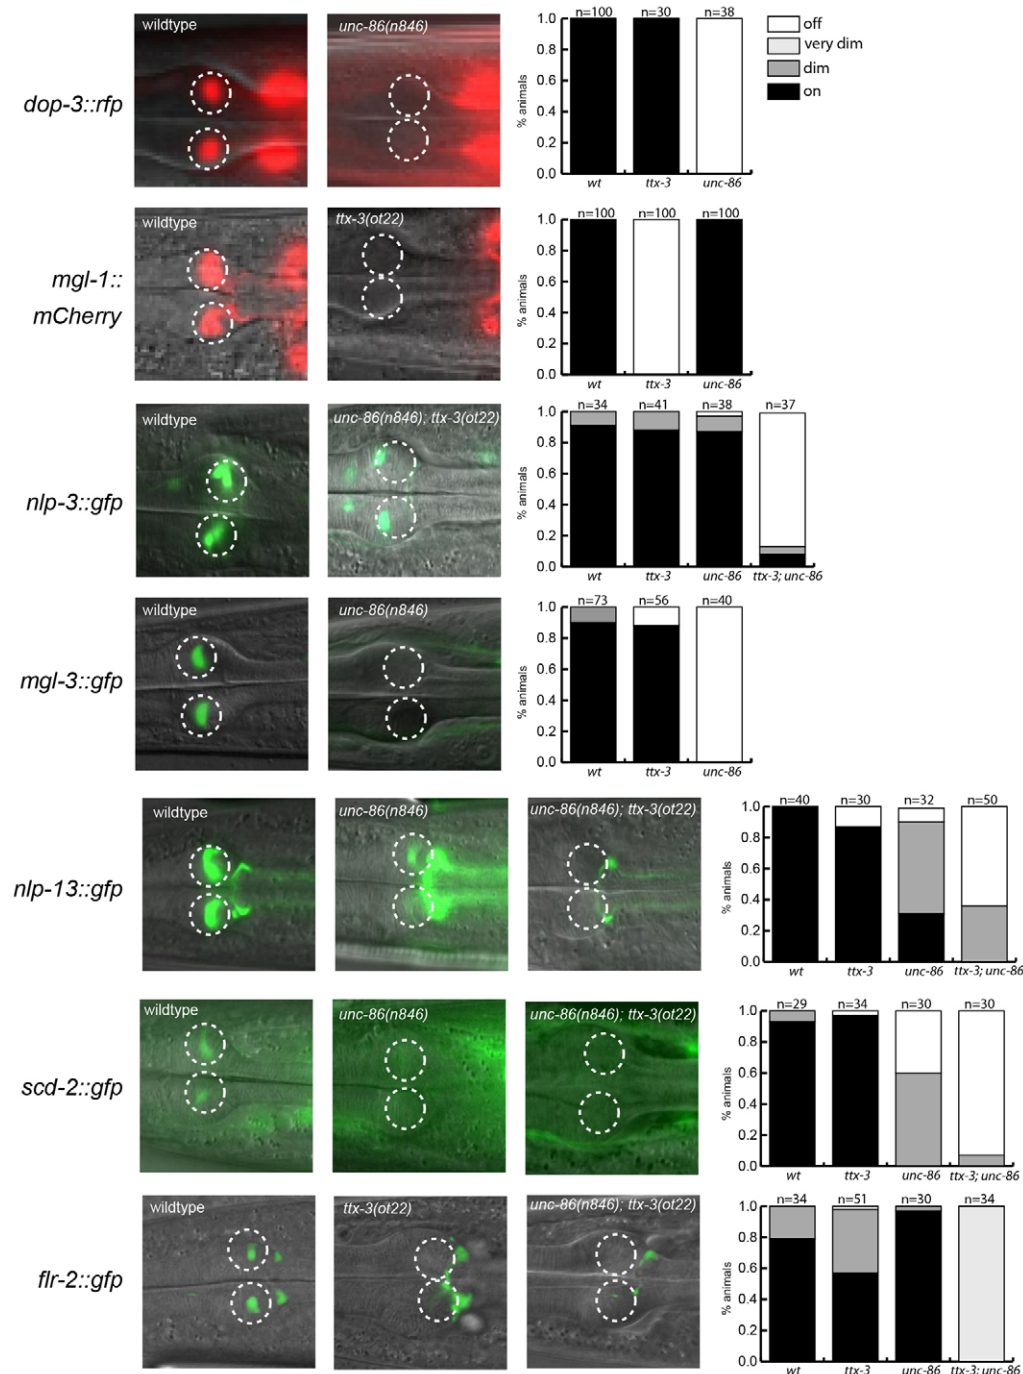 dop-3::rfp
wildtype
unc-86(n846)
n=100 n=30 n=38
1.0
0.8
0.6
0.4
0.2
0.0
% animals
wt ttx-3 unc-86
off
very dim
dim
on
mgl-1::
mCherry
wildtype
ttx-3(ot22)
n=100 n=100 n=100
1.0
0.8
0.6
0.4
0.2
0.0
% animals
wt ttx-3 unc-86
nlp-3::gfp
wildtype
unc-86(n846); ttx-3(ot22)
n=34 n=41 n=38 n=37
1.0
0.8
0.6
0.4
0.2
0.0
% animals
wt ttx-3 unc-86 ttx-3; unc-86
mgl-3::gfp
wildtype
unc-86(n846)
n=73 n=56 n=40
1.0
0.8
0.6
0.4
0.2
0.0
% animals
wt ttx-3 unc-86
nlp-13::gfp
wildtype
unc-86(n846)
unc-86(n846); ttx-3(ot22)
n=40 n=30 n=32 n=50
1.0
0.8
0.6
0.4
0.2
0.0
% animals
wt ttx-3 unc-86 ttx-3; unc-86
scd-2::gfp
wildtype
unc-86(n846)
unc-86(n846); ttx-3(ot22)
n=29 n=34 n=30 n=30
1.0
0.8
0.6
0.4
0.2
0.0
% animals
wt ttx-3 unc-86 ttx-3; unc-86
flr-2::gfp
wildtype
ttx-3(ot22)
unc-86(n846); ttx-3(ot22)
n=34 n=51 n=30 n=34
1.0
0.8
0.6
0.4
0.2
0.0
% animals
wt ttx-3 unc-86 ttx-3; unc-86